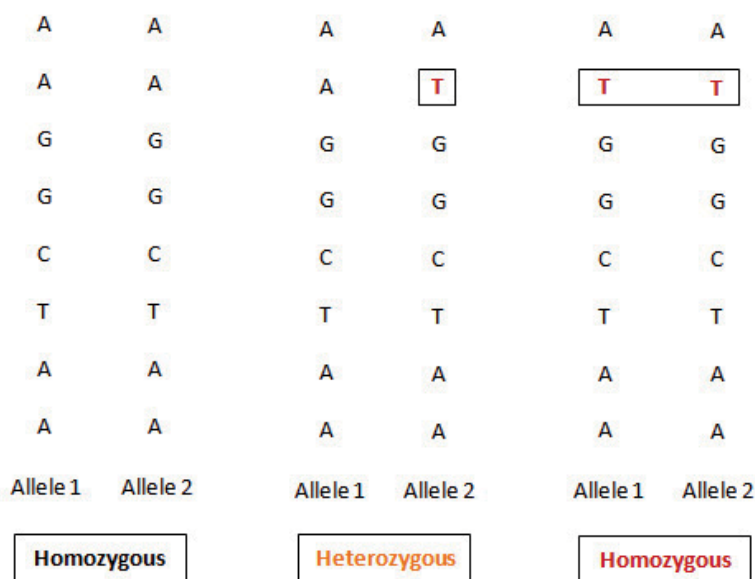 A A A A A A
A A A T T T
G G G G G G
G G G G G G
C C C C C C
T T T T T T
A A A A A A
A A A A A A
Allele 1 Allele 2 Allele 1 Allele 2 Allele 1 Allele 2
Homozygous Heterozygous Homozygous